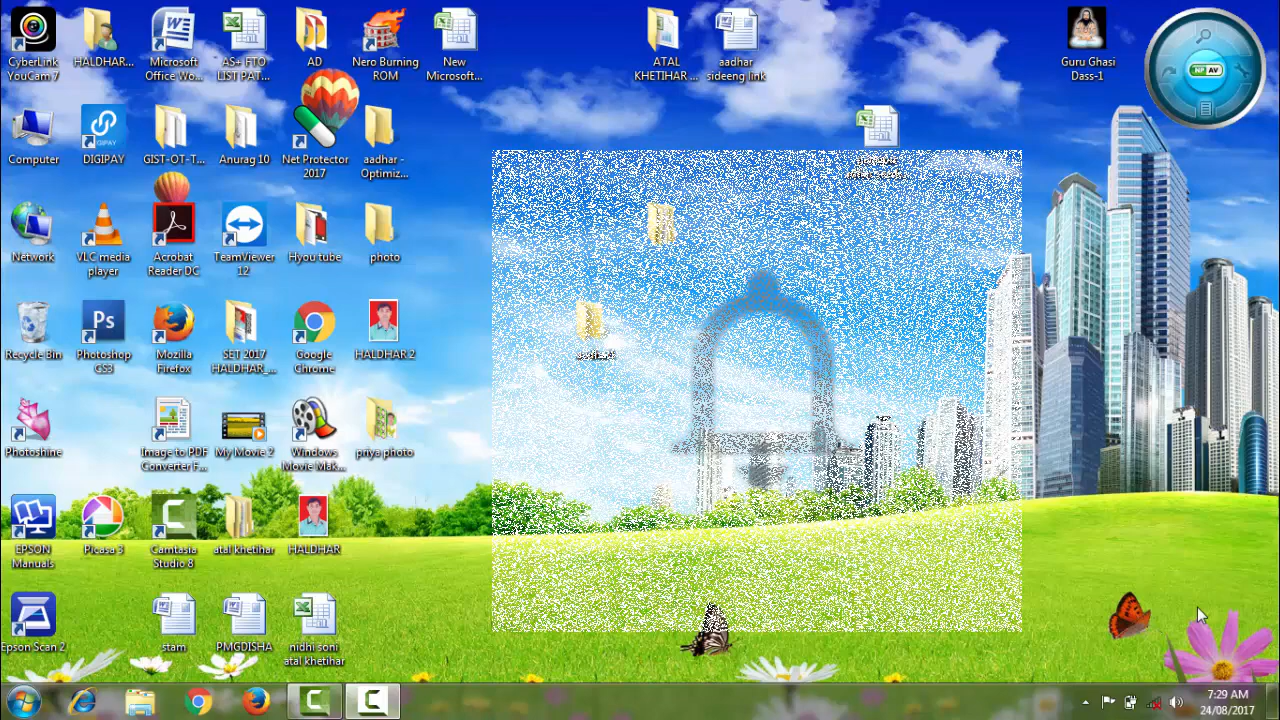 CyberLink
YouCam 7
HALDHAR...
Microsoft
Office Wo...
AS+ FTO
LIST PAT...
AD
Nero Burning
ROM
New
Microsoft...
ATAL
KHETIHAR ...
aadhar
sideeng link
Guru Ghasi
Dass-1
NP AV
Computer
DIGIPAY
GIST-OT-T...
Anurag 10
Net Protector
2017
aadhar -
Optimiz...
Network
VLC media
player
Acrobat
Reader DC
TeamViewer
12
Hyou tube
photo
Recycle Bin
Photoshop
CS3
Mozilla
Firefox
SET 2017
HALDHAR_...
Google
Chrome
HALDHAR 2
Photoshine
Image to PDF
Converter F...
My Movie 2
Windows
Movie Mak...
priya photo
EPSON
Manuals
Picasa 3
Camtasia
Studio 8
atal khetihar
HALDHAR
Epson Scan 2
stam
PMGDISHA
nidhi soni
atal khetihar
7:29 AM
24/08/2017